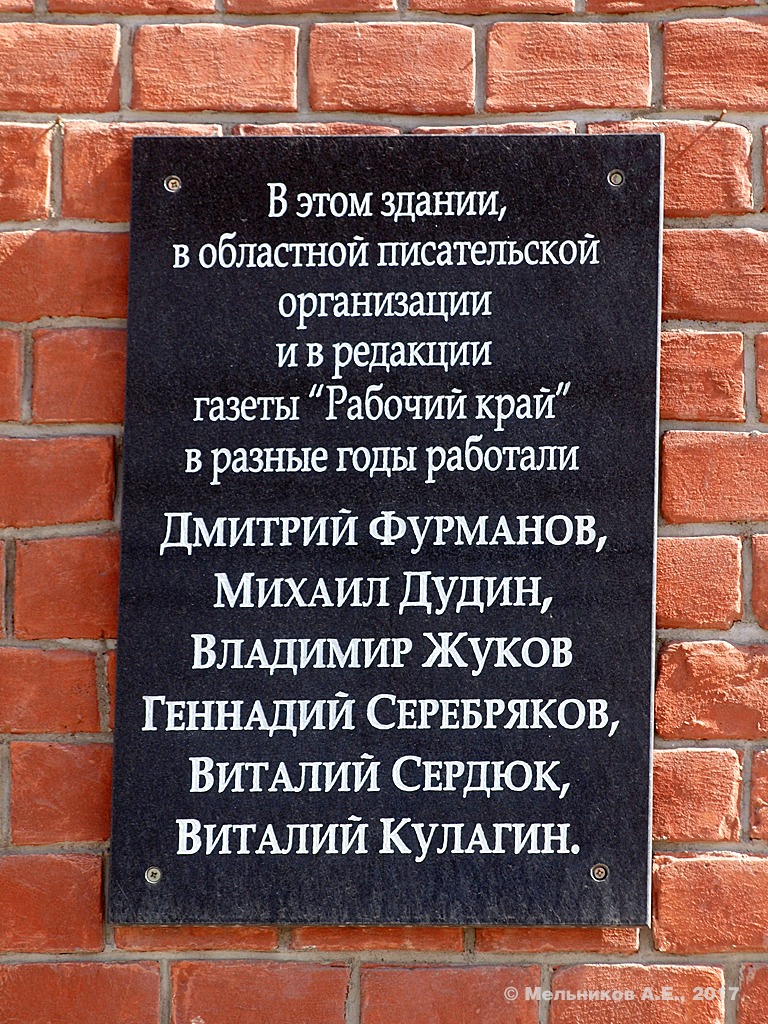 В этом здании,
в областной писательской
организации
и в редакции
газеты “Рабочий край”
в разные годы работали
Дмитрий Фурманов,
Михаил Дудин,
Владимир Жуков
Геннадий Серебряков,
Виталий Сердюк,
Виталий Кулагин.
© Мельников А.Е., 2017